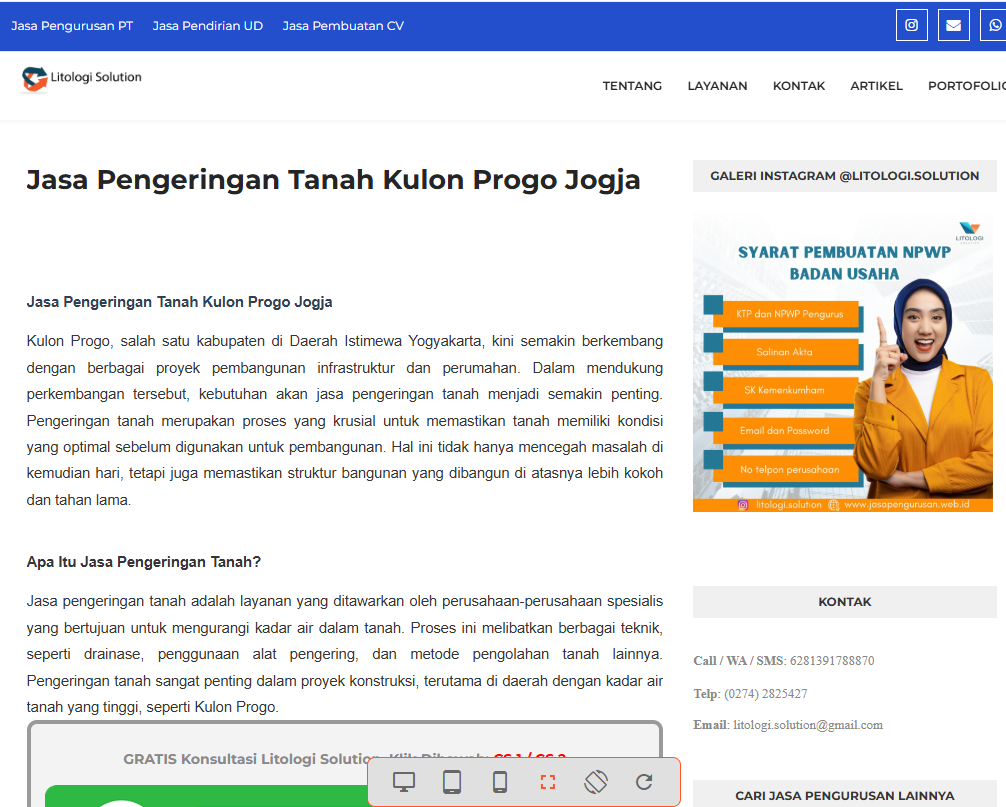 Jasa Pengurusan PT Jasa Pendirian UD Jasa Pembuatan CV
Litologi Solution
TENTANG LAYANAN KONTAK ARTIKEL PORTOFOLIO
Jasa Pengeringan Tanah Kulon Progo Jogja
Jasa Pengeringan Tanah Kulon Progo Jogja
Kulon Progo, salah satu kabupaten di Daerah Istimewa Yogyakarta, kini semakin berkembang
dengan berbagai proyek pembangunan infrastruktur dan perumahan. Dalam mendukung
perkembangan tersebut, kebutuhan akan jasa pengeringan tanah menjadi semakin penting.
Pengeringan tanah merupakan proses yang krusial untuk memastikan tanah memiliki kondisi
yang optimal sebelum digunakan untuk pembangunan. Hal ini tidak hanya mencegah masalah di
kemudian hari, tetapi juga memastikan struktur bangunan yang dibangun di atasnya lebih kokoh
dan tahan lama.
Apa Itu Jasa Pengeringan Tanah?
Jasa pengeringan tanah adalah layanan yang ditawarkan oleh perusahaan-perusahaan spesialis
yang bertujuan untuk mengurangi kadar air dalam tanah. Proses ini melibatkan berbagai teknik,
seperti drainase, penggunaan alat pengering, dan metode pengolahan tanah lainnya.
Pengeringan tanah sangat penting dalam proyek konstruksi, terutama di daerah dengan kadar air
tanah yang tinggi, seperti Kulon Progo.
GRATIS Konsultasi Litologi Solution, Klik Dibawah: CS 1 / CS 2
GALERI INSTAGRAM @LITOLOGI.SOLUTION
LITOLOGI
SYARAT PEMBUATAN NPWP
BADAN USAHA
KTP dan NPWP Pengurus
Salinan Akta
SK Kemenkumham
Email dan Password
No telpon perusahaan
litologi.solution www.jasapengurusan.web.id
KONTAK
Call / WA / SMS: 6281391788870
Telp: (0274) 2825427
Email: litologi.solution@gmail.com
CARI JASA PENGURUSAN LAINNYA